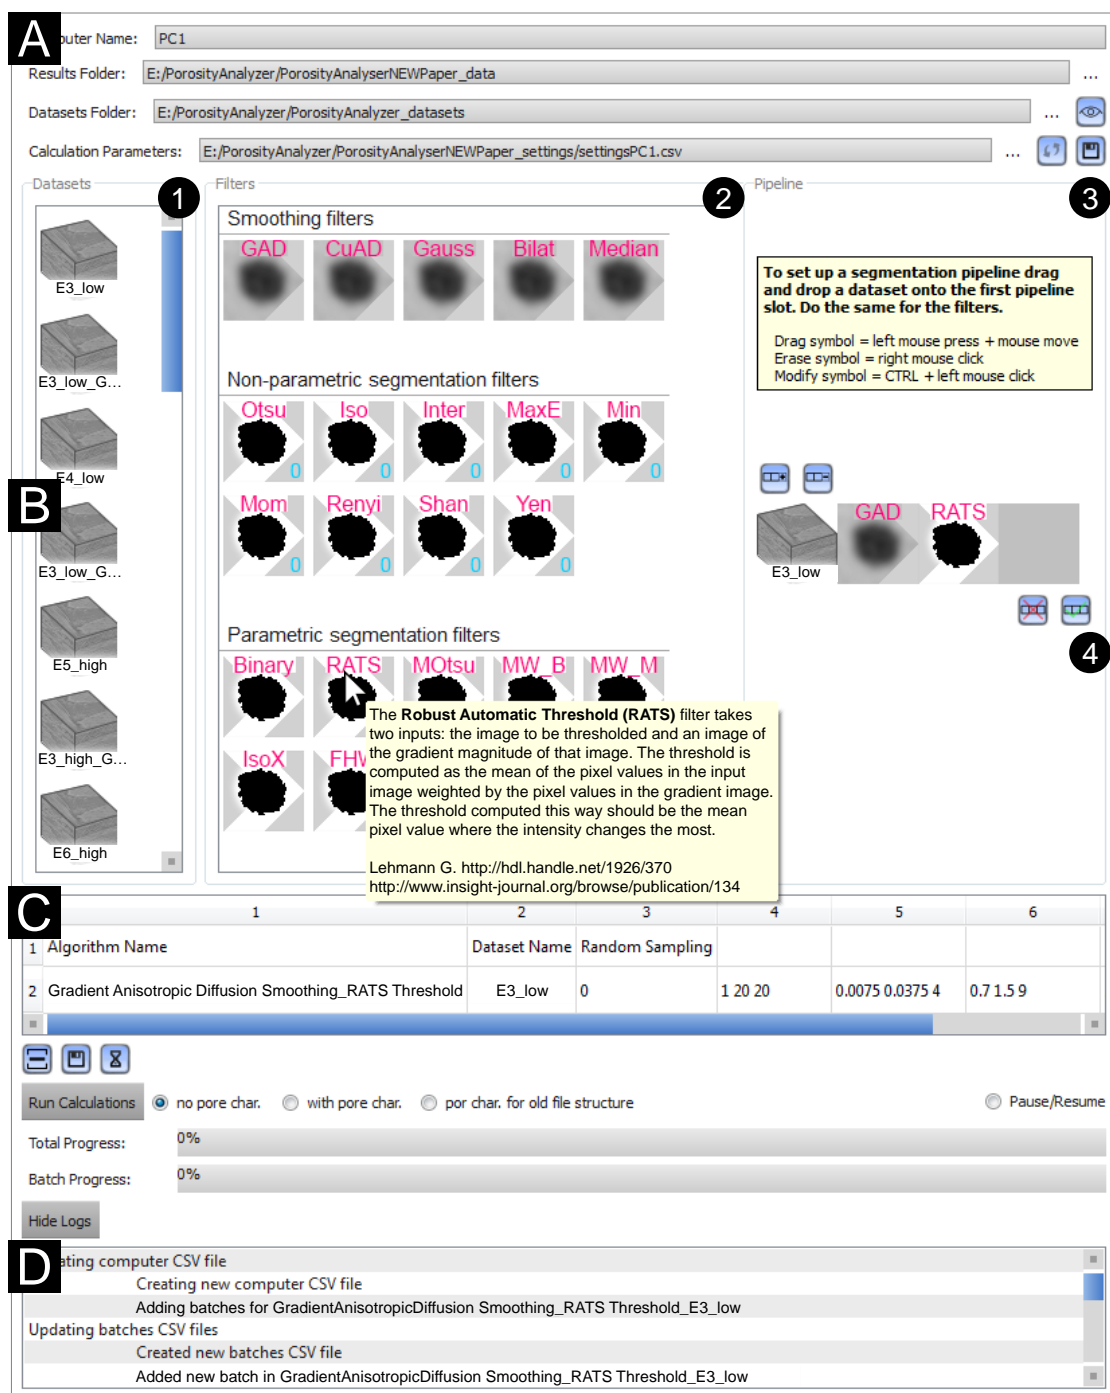 A
puter Name: PC1
Results Folder: E:/PorosityAnalyzer/PorosityAnalyserNEWPaper_data ...
Datasets Folder: E:/PorosityAnalyzer/PorosityAnalyzer_datasets ...
Calculation Parameters: E:/PorosityAnalyzer/PorosityAnalyserNEWPaper_settings/settingsPC1.csv ...
Datasets 1 Filters 2 Pipeline 3
E3_low
E3_low_G...
E4_low
B
E3_low_G...
E5_high
E3_high_G...
E6_high
Smoothing filters
GAD CuAD Gauss Bilat Median
Non-parametric segmentation filters
Otsu Iso Inter MaxE Min
0 0 0 0 0
Mom Renyi Shan Yen
0 0 0 0
Parametric segmentation filters
Binary RATS MOtsu MW_B MW_M
IsoX FHW
The Robust Automatic Threshold (RATS) filter takes
two inputs: the image to be thresholded and an image of
the gradient magnitude of that image. The threshold is
computed as the mean of the pixel values in the input
image weighted by the pixel values in the gradient image.
The threshold computed this way should be the mean
pixel value where the intensity changes the most.
Lehmann G. http://hdl.handle.net/1926/370
http://www.insight-journal.org/browse/publication/134
To set up a segmentation pipeline drag
and drop a dataset onto the first pipeline
slot. Do the same for the filters.
Drag symbol = left mouse press + mouse move
Erase symbol = right mouse click
Modify symbol = CTRL + left mouse click
GAD RATS
E3_low
4
C
1 2 3 4 5 6
1 Algorithm Name Dataset Name Random Sampling
2 Gradient Anisotropic Diffusion Smoothing_RATS Threshold E3_low 0 1 20 20 0.0075 0.0375 4 0.7 1.5 9
Run Calculations no pore char. with pore char. por char. for old file structure Pause/Resume
Total Progress: 0%
Batch Progress: 0%
Hide Logs
D
ating computer CSV file
Creating new computer CSV file
Adding batches for GradientAnisotropicDiffusion Smoothing_RATS Threshold_E3_low
Updating batches CSV files
Created new batches CSV file
Added new batch in GradientAnisotropicDiffusion Smoothing_RATS Threshold_E3_low